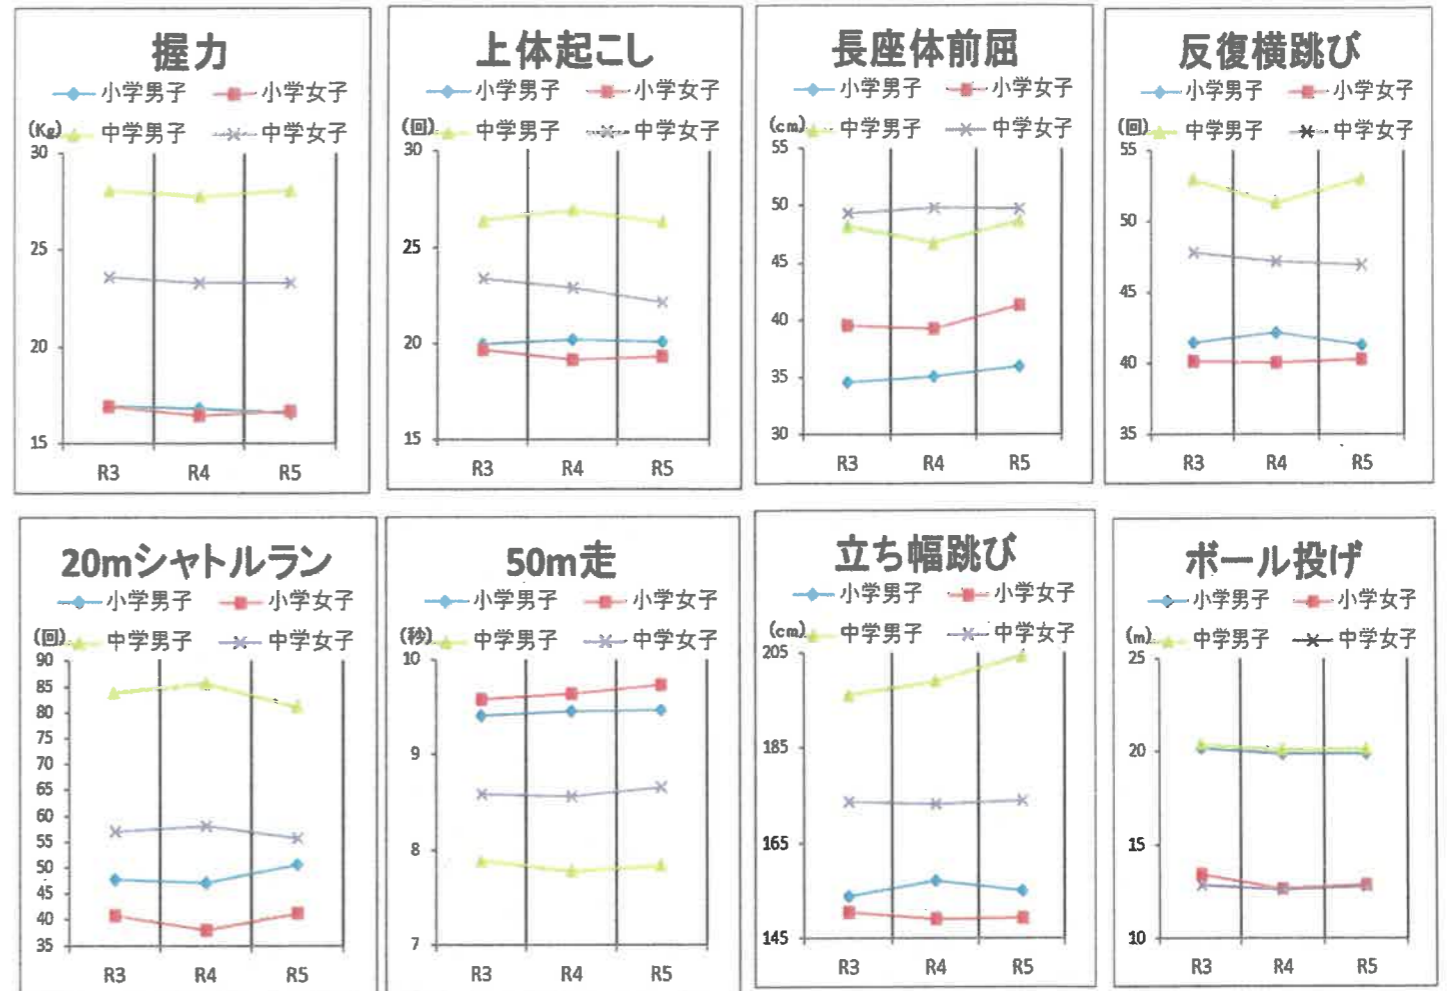 握力
小学男子 小学女子
(Kg) 中学男子 中学女子
30
25
20
15
R3 R4 R5
上体起こし
小学男子 小学女子
(回) 中学男子 中学女子
30
25
20
15
R3 R4 R5
長座体前屈
小学男子 小学女子
(cm) 中学男子 中学女子
55
50
45
40
35
30
R3 R4 R5
反復横跳び
小学男子 小学女子
(回) 中学男子 中学女子
55
50
45
40
35
R3 R4 R5
20mシャトルラン
小学男子 小学女子
(回) 中学男子 中学女子
90
85
80
75
70
65
60
55
50
45
40
35
R3 R4 R5
50m走
小学男子 小学女子
(秒) 中学男子 中学女子
10
9
8
7
R3 R4 R5
立ち幅跳び
小学男子 小学女子
(cm) 中学男子 中学女子
205
185
165
145
R3 R4 R5
ボール投げ
小学男子 小学女子
(m) 中学男子 中学女子
25
20
15
10
R3 R4 R5